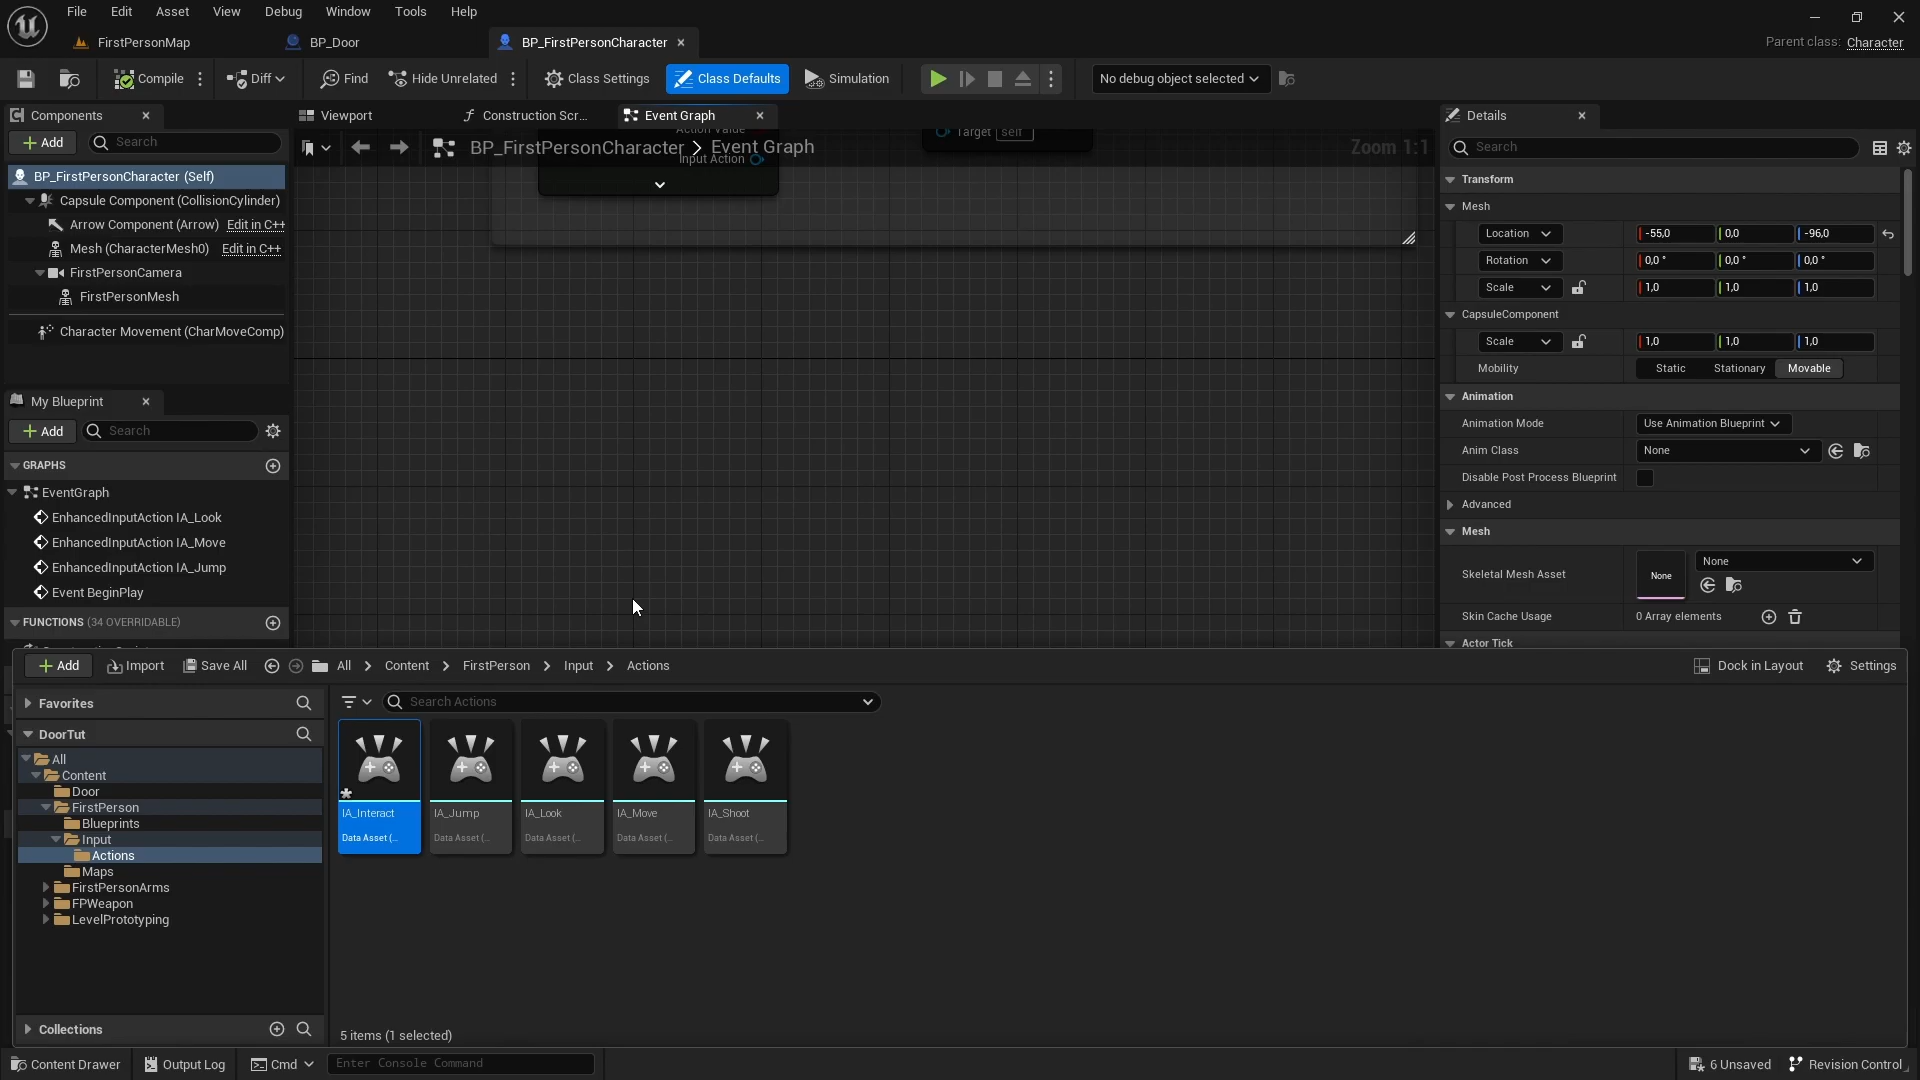 File Edit Asset View Debug Window Tools Help
FirstPersonMap BP_Door BP_FirstPersonCharacter
Parent class: Character
Compile Diff Find Hide Unrelated Class Settings Class Defaults Simulation No debug object selected
Components
Add Search
BP_FirstPersonCharacter (Self)
Capsule Component (CollisionCylinder)
Arrow Component (Arrow) Edit in C++
Mesh (CharacterMesh0) Edit in C++
FirstPersonCamera
FirstPersonMesh
Character Movement (CharMoveComp)
My Blueprint
Add Search
GRAPHS
EventGraph
EnhancedInputAction IA_Look
EnhancedInputAction IA_Move
EnhancedInputAction IA_Jump
Event BeginPlay
FUNCTIONS (34 OVERRIDABLE)
Viewport Construction Scr... Event Graph
BP_FirstPersonCharacter > Event Graph
Zoom 1:1
Action Value
Input Action
Target self
Details
Search
Transform
Mesh
Location -55,0 0,0 -96,0
Rotation 0,0 ° 0,0 ° 0,0 °
Scale 1,0 1,0 1,0
CapsuleComponent
Scale 1,0 1,0 1,0
Mobility Static Stationary Movable
Animation
Animation Mode Use Animation Blueprint
Anim Class None
Disable Post Process Blueprint
Advanced
Mesh
Skeletal Mesh Asset None None
Skin Cache Usage 0 Array elements
Actor Tick
Add Import Save All All > Content > FirstPerson > Input > Actions
Dock in Layout Settings
Favorites
DoorTut
All
Content
Door
FirstPerson
Blueprints
Input
Actions
Maps
FirstPersonArms
FPWeapon
LevelPrototyping
Collections
Search Actions
IA_Interact IA_Jump IA_Look IA_Move IA_Shoot
Data Asset (... Data Asset (... Data Asset (... Data Asset (... Data Asset (...
5 items (1 selected)
Content Drawer Output Log Cmd Enter Console Command
6 Unsaved Revision Control